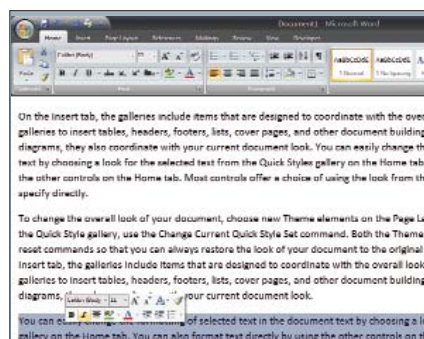 Document1 - Microsoft Word
Home Insert Page Layout References Mailings Review View Developer
Calibri (Body) 11
AaBbCcDdE AaBbCcDdE
Paste
1 Normal 1 No Spacing
Font Paragraph
On the Insert tab, the galleries include items that are designed to coordinate with the over
galleries to insert tables, headers, footers, lists, cover pages, and other document building
diagrams, they also coordinate with your current document look. You can easily change th
text by choosing a look for the selected text from the Quick Styles gallery on the Home tab
the other controls on the Home tab. Most controls offer a choice of using the look from th
specify directly.
To change the overall look of your document, choose new Theme elements on the Page La
the Quick Style gallery, use the Change Current Quick Style Set command. Both the Theme
reset commands so that you can always restore the look of your document to the original
Insert tab, the galleries include items that are designed to coordinate with the overall look
galleries to insert tables, headers, footers, lists, cover pages, and other document building
diagrams, your current document look.
Calibri (Body) 11
You can easily change the formatting of selected text in the document text by choosing a lo
gallery on the Home tab. You can also format text directly by using the other controls on th